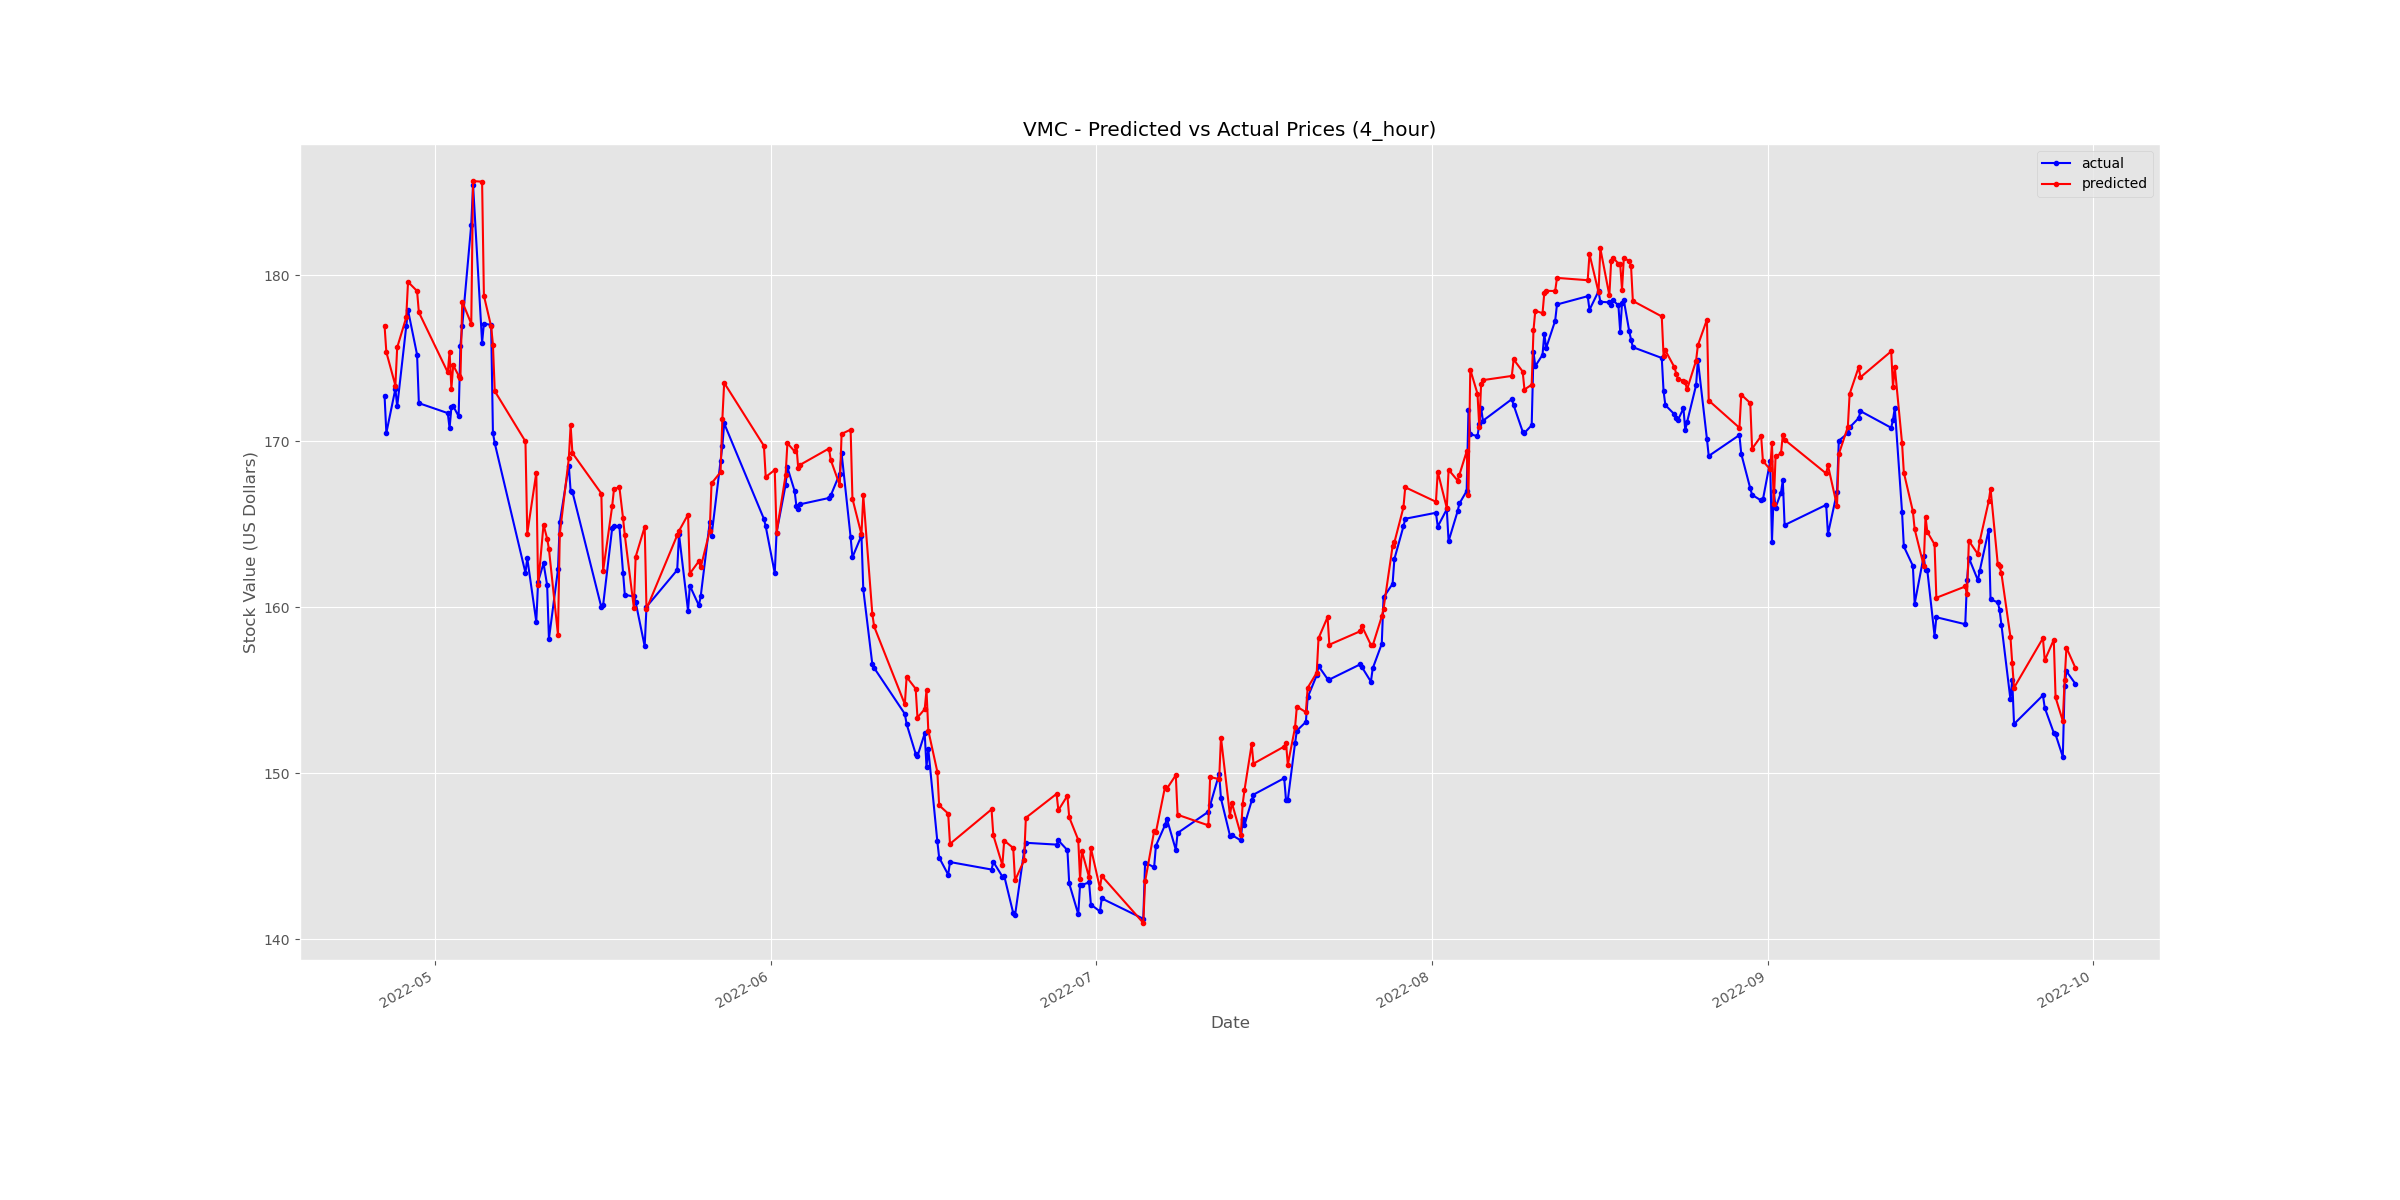 VMC - Predicted vs Actual Prices (4_hour)
actual
predicted
Stock Value (US Dollars)
180
170
160
150
140
2022-05
2022-06
2022-07
2022-08
2022-09
2022-10
Date